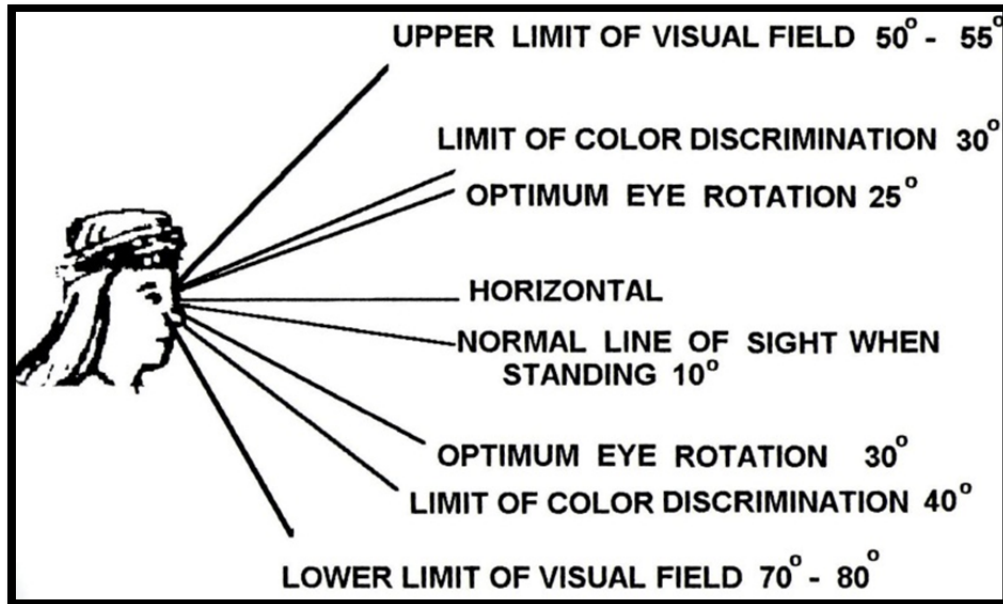 UPPER LIMIT OF VISUAL FIELD 50° - 55°
LIMIT OF COLOR DISCRIMINATION 30°
OPTIMUM EYE ROTATION 25°
HORIZONTAL
NORMAL LINE OF SIGHT WHEN
STANDING 10°
OPTIMUM EYE ROTATION 30°
LIMIT OF COLOR DISCRIMINATION 40°
LOWER LIMIT OF VISUAL FIELD 70° - 80°